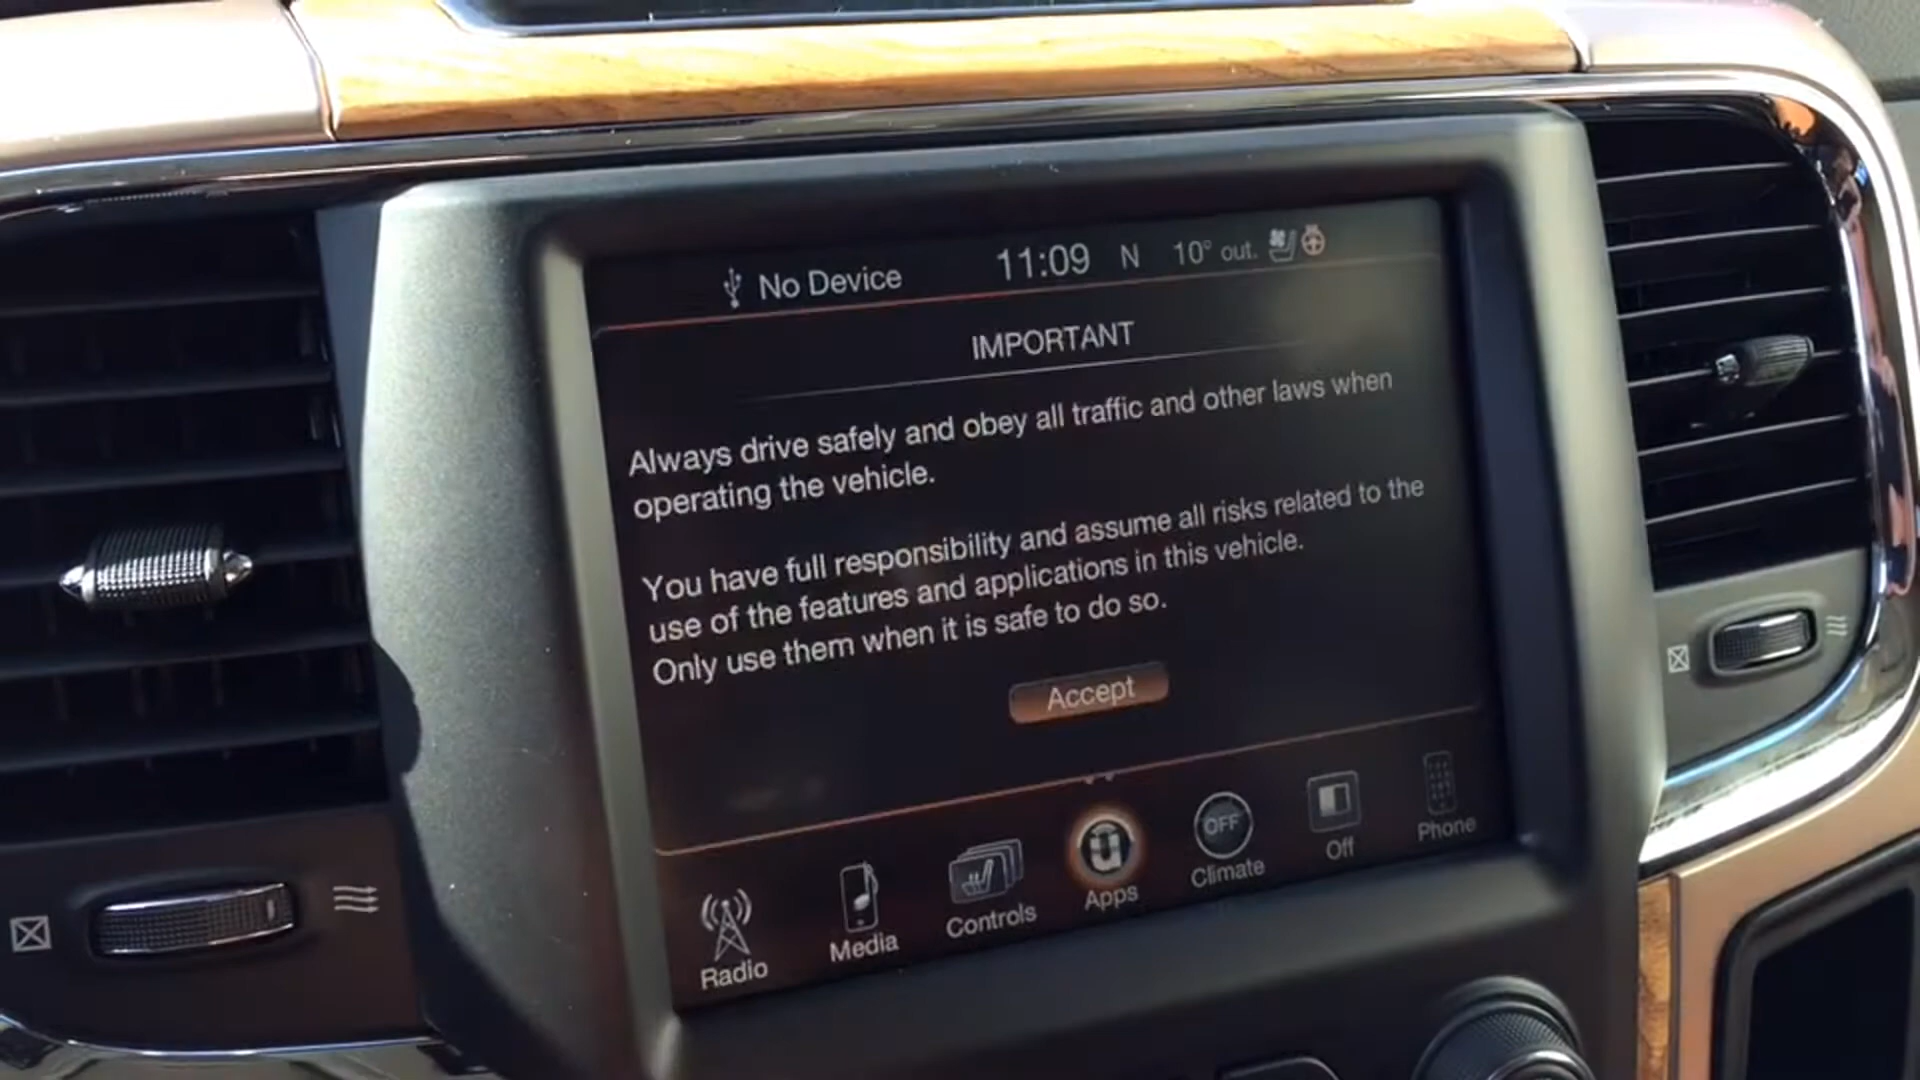 No Device 11:09 N 10° out.
IMPORTANT
Always drive safely and obey all traffic and other laws when
operating the vehicle.
You have full responsibility and assume all risks related to the
use of the features and applications in this vehicle.
Only use them when it is safe to do so.
Accept
OFF
Radio Media Controls Apps Climate Off Phone